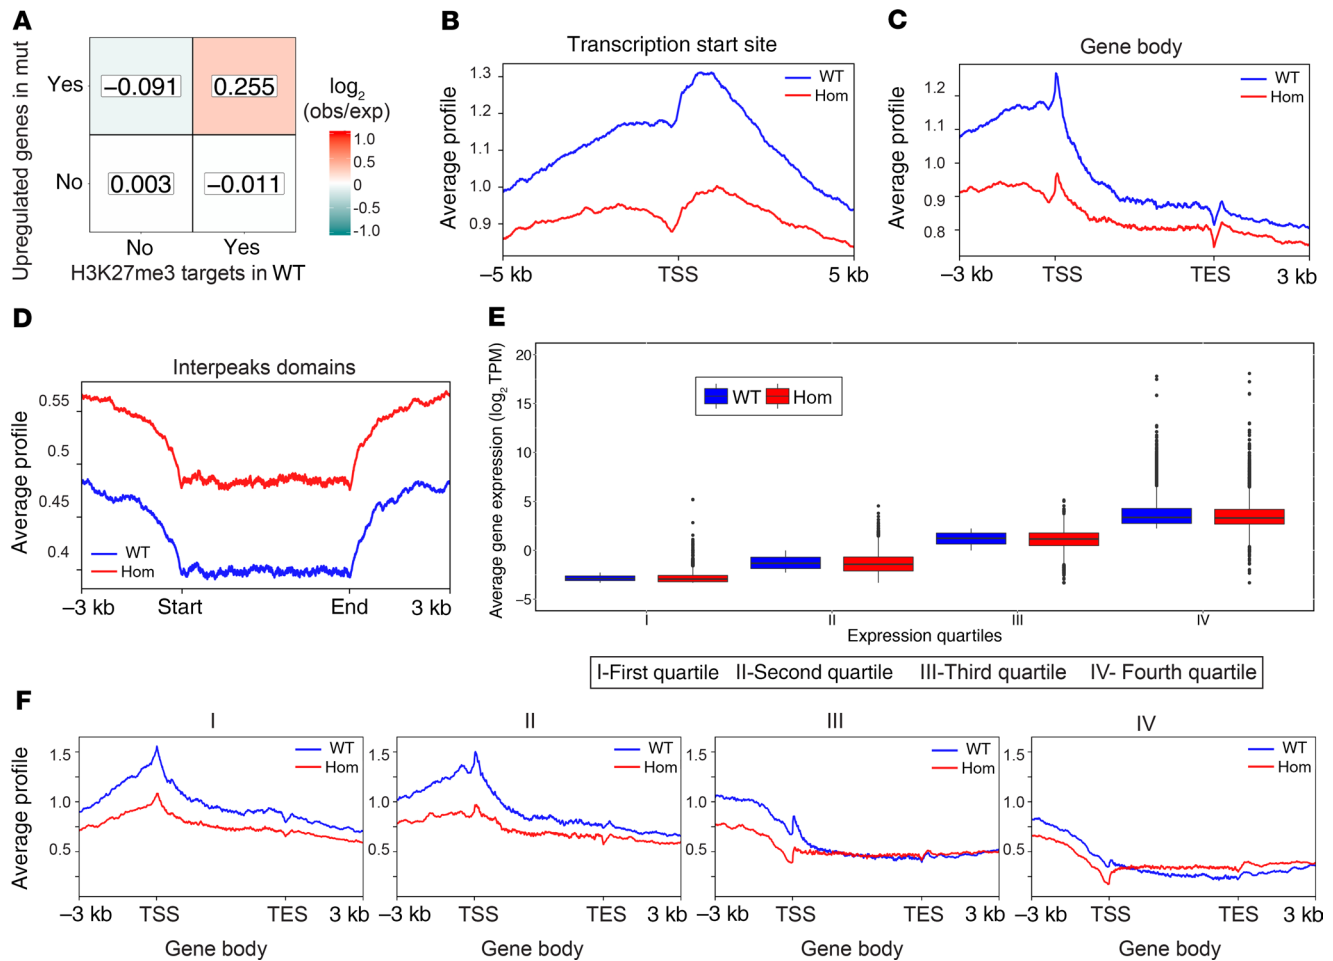 A
Upregulated genes in mut
Yes
No
−0.091
0.255
0.003
−0.011
No
Yes
H3K27me3 targets in WT
log2
(obs/exp)
1.0
0.5
0
-0.5
-1.0
B
Transcription start site
Average profile
1.3
1.2
1.1
1.0
0.9
WT
Hom
−5 kb
TSS
5 kb
C
Gene body
Average profile
1.2
1.1
1.0
0.9
0.8
WT
Hom
−3 kb
TSS
TES
3 kb
D
Interpeaks domains
Average profile
0.55
0.5
0.45
0.4
WT
Hom
−3 kb
Start
End
3 kb
E
Average gene expression (log2 TPM)
20
15
10
5
0
−5
WT
Hom
I
II
III
IV
Expression quartiles
I-First quartile II-Second quartile III-Third quartile IV- Fourth quartile
F
Average profile
I
1.5
1.0
0.5
WT
Hom
−3 kb
TSS
TES
3 kb
Gene body
II
1.5
1.0
0.5
WT
Hom
−3 kb
TSS
TES
3 kb
Gene body
III
1.5
1.0
0.5
WT
Hom
−3 kb
TSS
TES
3 kb
Gene body
IV
1.5
1.0
0.5
WT
Hom
−3 kb
TSS
TES
3 kb
Gene body